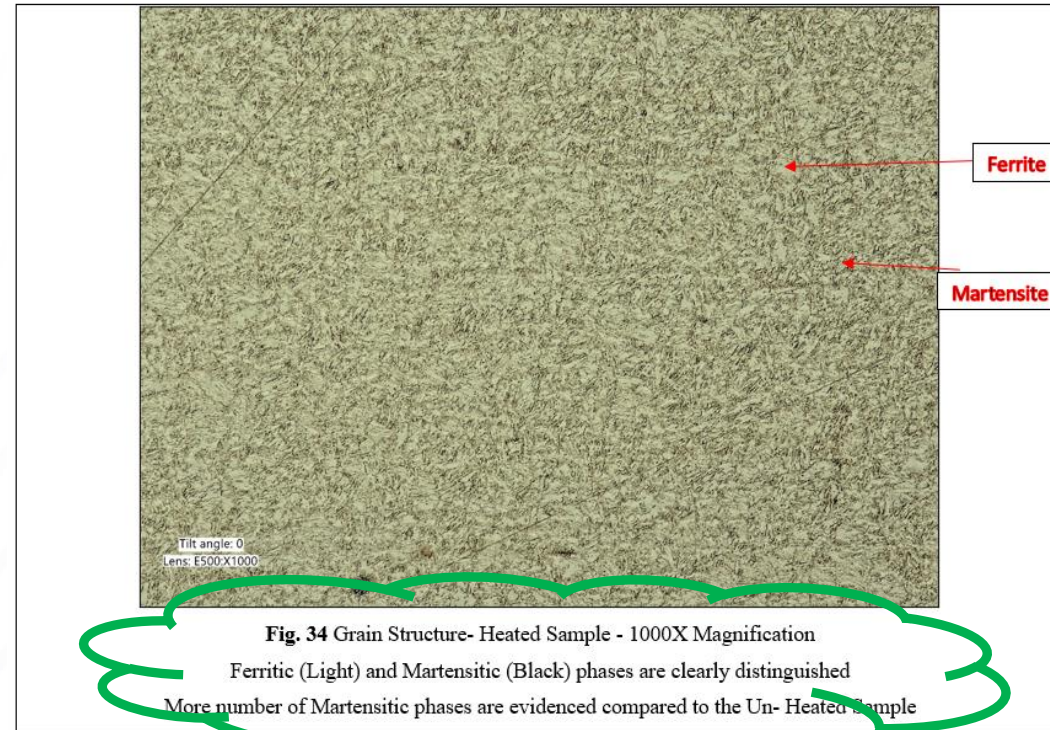 Ferrite
Martensite
Tilt angle: 0
Lens: E500:X1000
Fig. 34 Grain Structure- Heated Sample - 1000X Magnification
Ferritic (Light) and Martensitic (Black) phases are clearly distinguished
More number of Martensitic phases are evidenced compared to the Un- Heated Sample